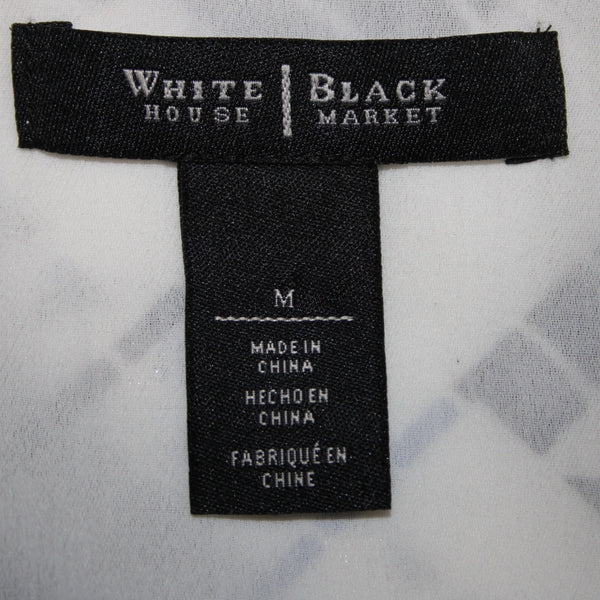 WHITE | BLACK
HOUSE | MARKET
M
MADE IN
CHINA
HECHO EN
CHINA
FABRIQUÉ EN
CHINE